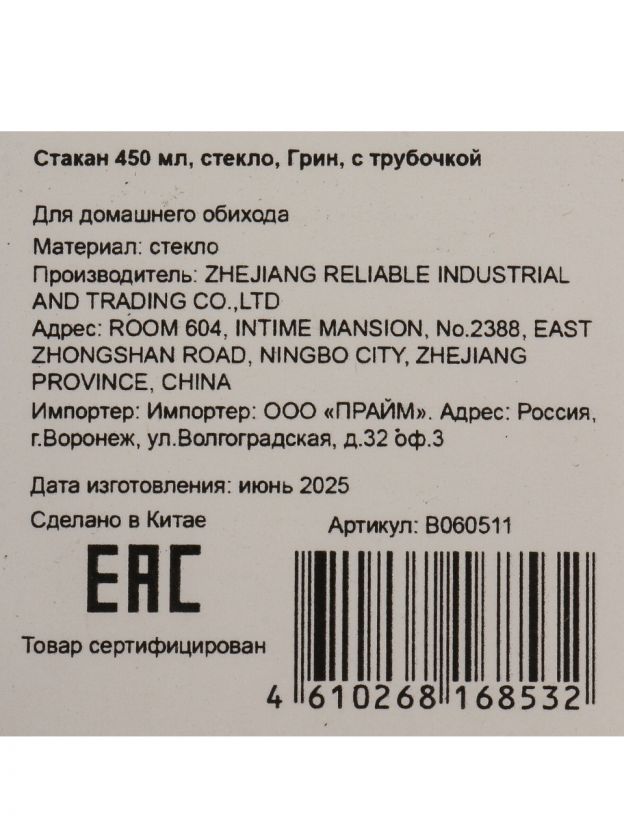 Стакан 450 мл, стекло, Грин, с трубочкой
Для домашнего обихода
Материал: стекло
Производитель: ZHEJIANG RELIABLE INDUSTRIAL
AND TRADING CO.,LTD
Адрес: ROOM 604, INTIME MANSION, No.2388, EAST
ZHONGSHAN ROAD, NINGBO CITY, ZHEJIANG
PROVINCE, CHINA
Импортер: Импортер: ООО «ПРАЙМ». Адрес: Россия,
г.Воронеж, ул.Волгоградская, д.32 оф.3
Дата изготовления: июнь 2025
Сделано в Китае
Артикул: B060511
EAC
Товар сертифицирован
4 610268 168532